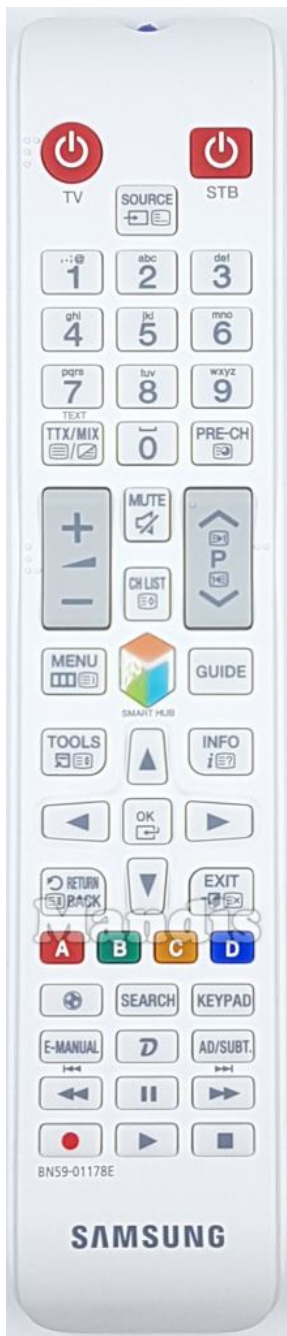 TV STB
SOURCE
.,:;@ abc def
1 2 3
ghi jkl mno
4 5 6
pqrs tuv wxyz
7 8 9
TEXT
TTX/MIX 0 PRE-CH
MUTE
P
CH LIST
MENU GUIDE
SMART HUB
TOOLS INFO
i
OK
RETURN EXIT
BACK
Mandis
A B C D
SEARCH KEYPAD
E-MANUAL D AD/SUBT.
BN59-01178E
SAMSUNG